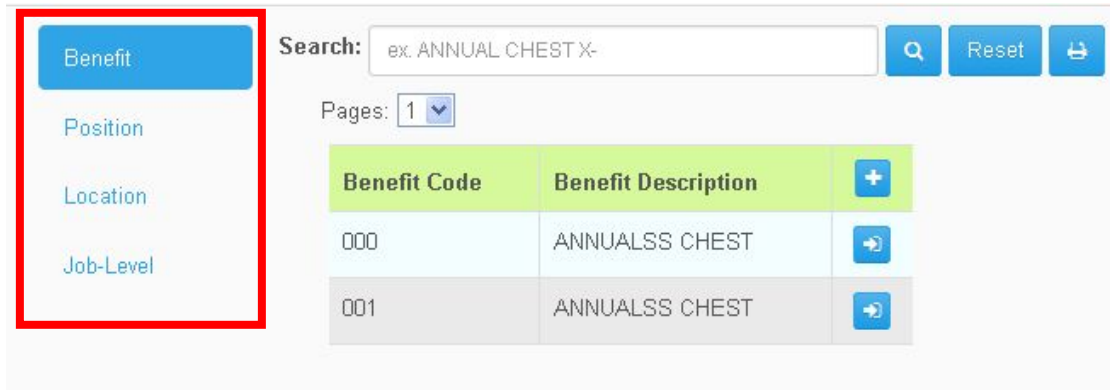 Benefit
Position
Location
Job-Level
Search: ex. ANNUAL CHEST X- Reset
Pages: 1
Benefit Code Benefit Description
000 ANNUALSS CHEST
001 ANNUALSS CHEST